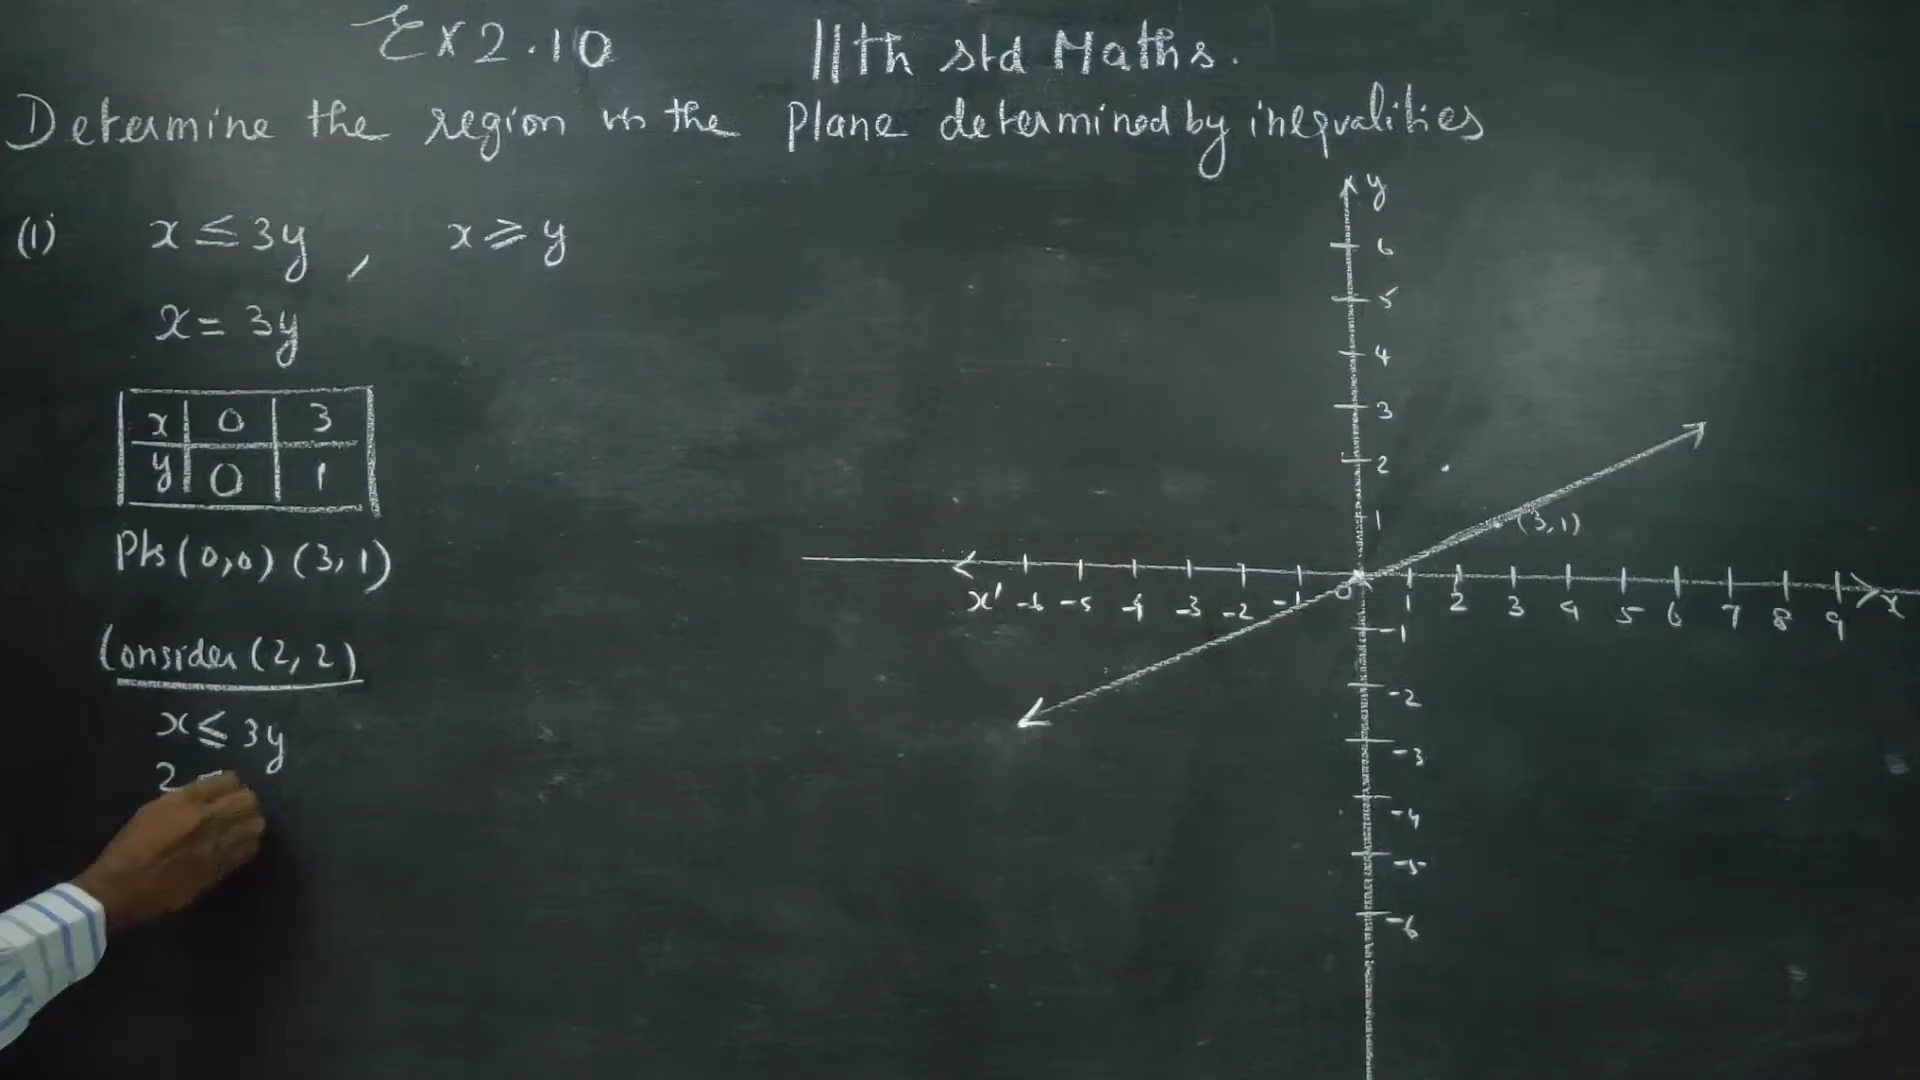 Ex 2.10 11th std Maths.
Determine the region in the Plane determined by inequalities
(i) x ≤ 3y , x ≥ y
x = 3y
x 0 3
y 0 1
Pts (0,0) (3,1)
Consider (2,2)
x ≤ 3y
2
y
6
5
4
3
2
1
(3,1)
x' -6 -5 -4 -3 -2 -1 0 1 2 3 4 5 6 7 8 9 x
-1
-2
-3
-4
-5
-6